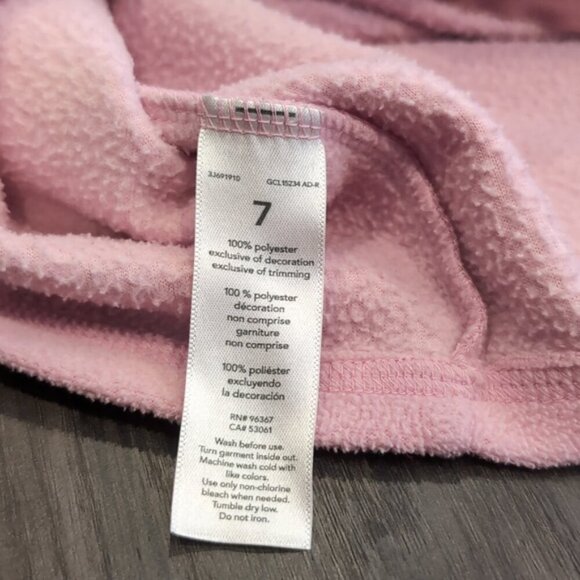 3J691910 GCL15234 AD-R
7
100% polyester
exclusive of decoration
exclusive of trimming
100 % polyester
décoration
non comprise
garniture
non comprise
100% poliéster
excluyendo
la decoración
RN# 96367
CA# 53061
Wash before use.
Turn garment inside out.
Machine wash cold with
like colors.
Use only non-chlorine
bleach when needed.
Tumble dry low.
Do not iron.